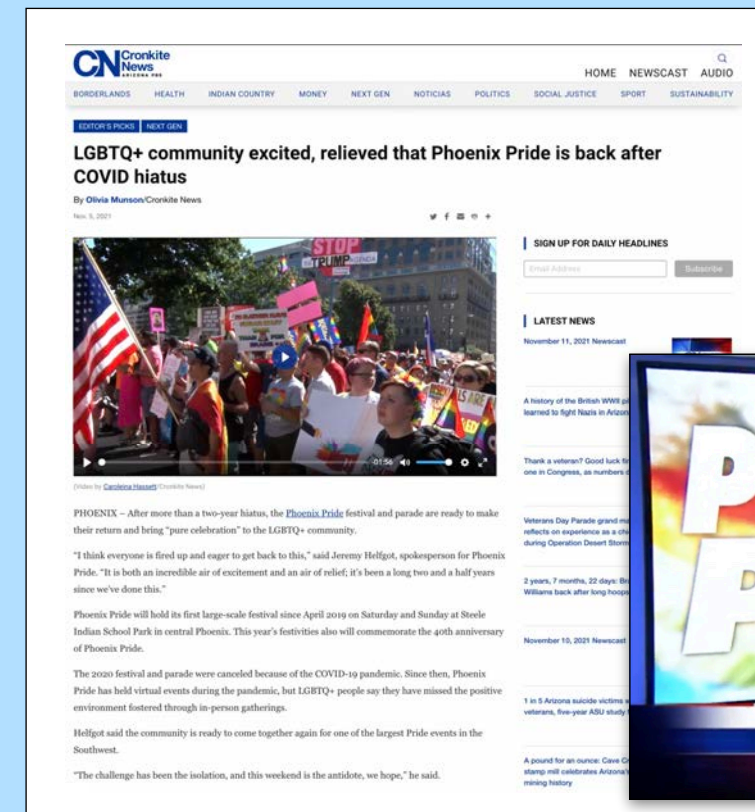 CN Cronkite
News
ARIZONA PBS
HOME NEWSCAST AUDIO
BORDERLANDS HEALTH INDIAN COUNTRY MONEY NEXT GEN NOTICIAS POLITICS SOCIAL JUSTICE SPORT SUSTAINABILITY
EDITOR'S PICKS NEXT GEN
LGBTQ+ community excited, relieved that Phoenix Pride is back after
COVID hiatus
By Olivia Munson/Cronkite News
Nov. 5, 2021
STOP
TRUMP AGENDA
01:56
(Video by Caroleina Hassett/Cronkite News)
PHOENIX – After more than a two-year hiatus, the Phoenix Pride festival and parade are ready to make
their return and bring “pure celebration” to the LGBTQ+ community.
“I think everyone is fired up and eager to get back to this,” said Jeremy Helfgot, spokesperson for Phoenix
Pride. “It is both an incredible air of excitement and an air of relief; it’s been a long two and a half years
since we’ve done this.”
Phoenix Pride will hold its first large-scale festival since April 2019 on Saturday and Sunday at Steele
Indian School Park in central Phoenix. This year’s festivities also will commemorate the 40th anniversary
of Phoenix Pride.
The 2020 festival and parade were canceled because of the COVID-19 pandemic. Since then, Phoenix
Pride has held virtual events during the pandemic, but LGBTQ+ people say they have missed the positive
environment fostered through in-person gatherings.
Helfgot said the community is ready to come together again for one of the largest Pride events in the
Southwest.
“The challenge has been the isolation, and this weekend is the antidote, we hope,” he said.
SIGN UP FOR DAILY HEADLINES
Email Address Subscribe
LATEST NEWS
November 11, 2021 Newscast
A history of the British WWII
learned to fight Nazis in Arizon
Thank a veteran? Good luck
one in Congress, as numbers
Veterans Day Parade grand
reflects on experience as a
during Operation Desert Storm
2 years, 7 months, 22 days:
Williams back after long hoops
November 10, 2021 Newscast
1 in 5 Arizona suicide victims
veterans, five-year ASU study
A pound for an ounce: Cave
stamp mill celebrates Arizona's
mining history
P
P